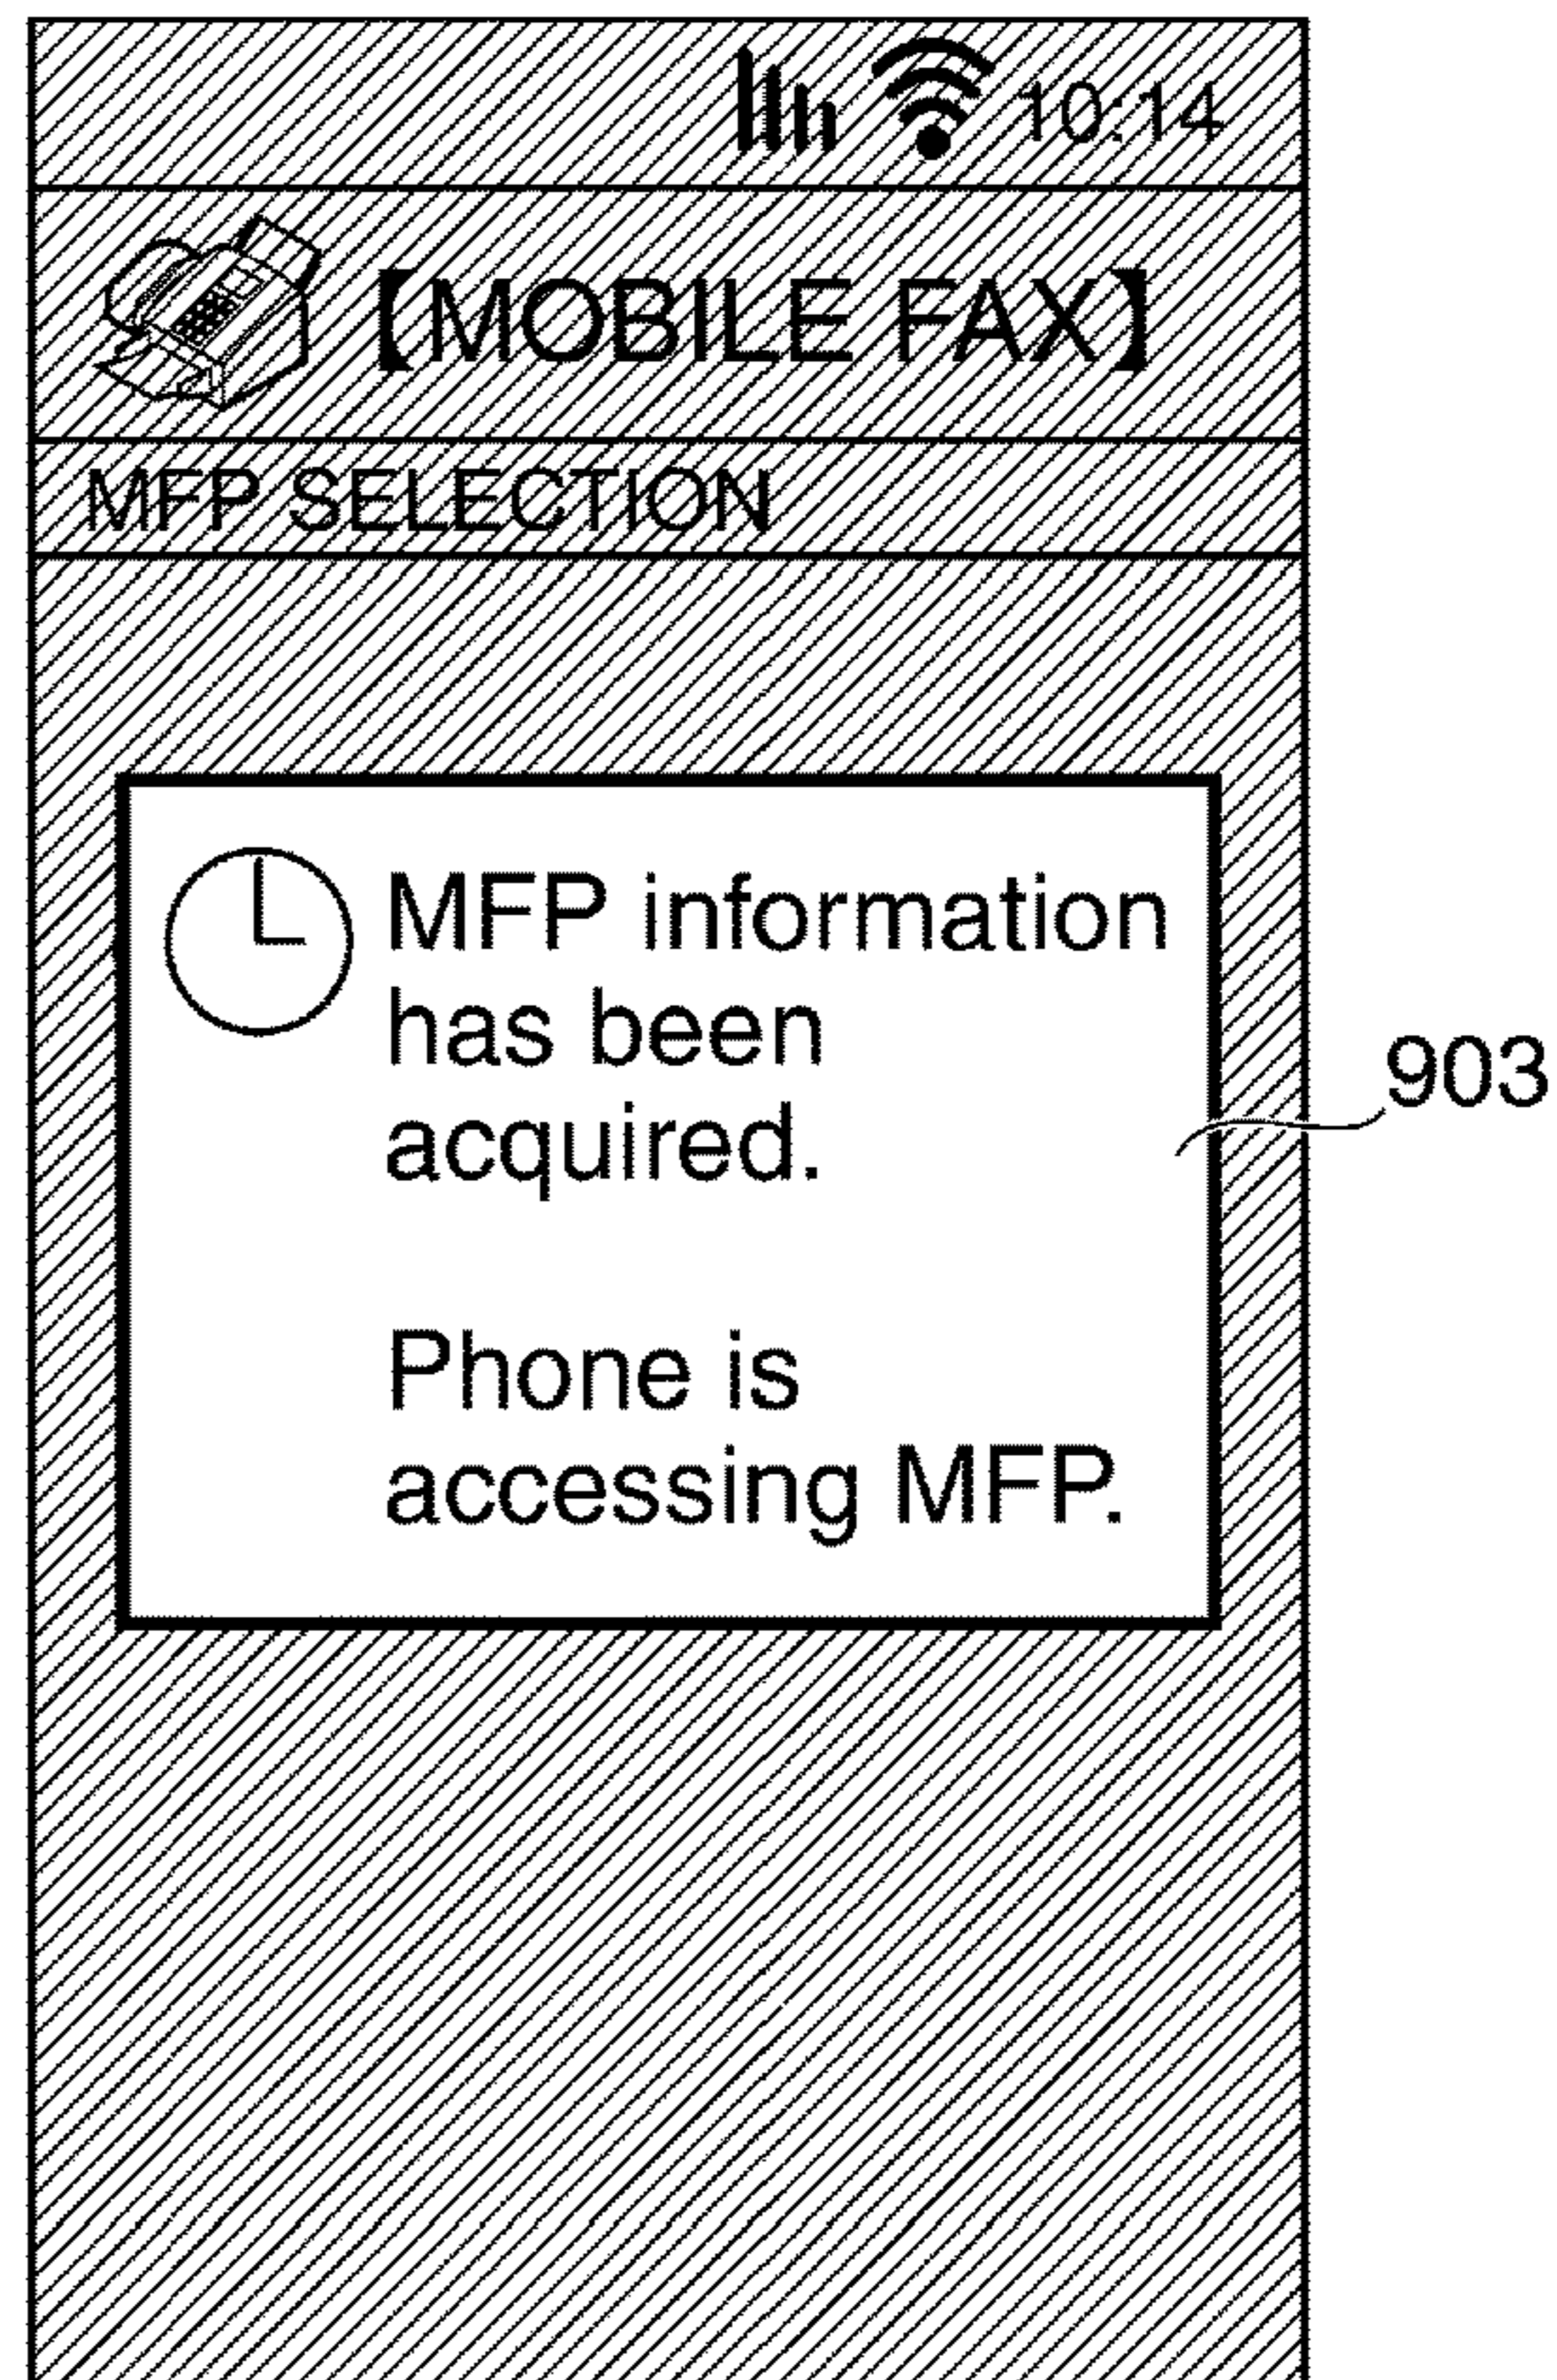 10:14
【MOBILE FAX】
MFP SELECTION
MFP information
has been
acquired.
903
Phone is
accessing MFP.